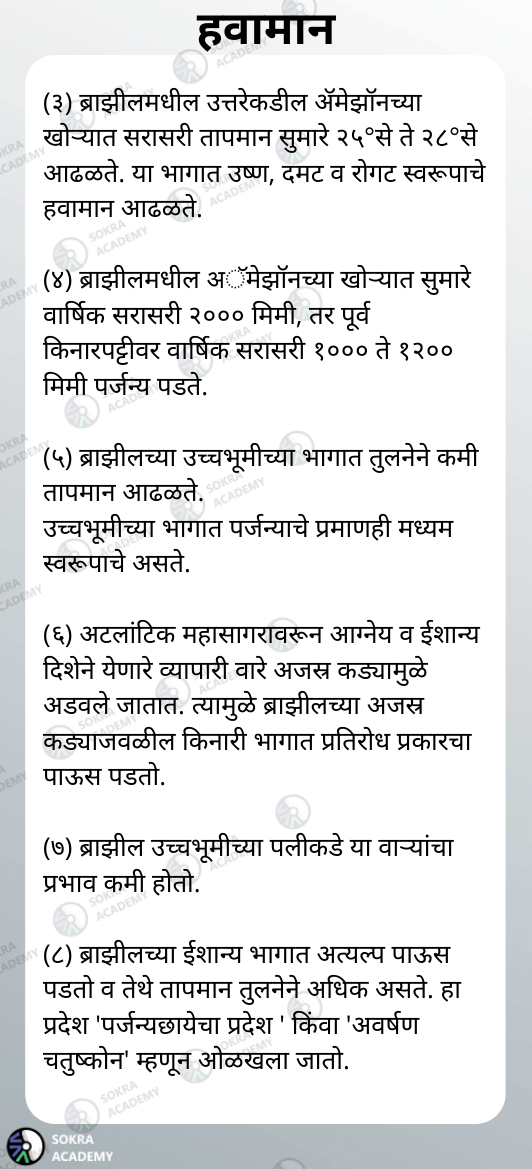 हवामान
(३) ब्राझीलमधील उत्तरेकडील ॲमेझॉनच्या
खोऱ्यात सरासरी तापमान सुमारे २५°से ते २८°से
आढळते. या भागात उष्ण, दमट व रोगट स्वरूपाचे
हवामान आढळते.
(४) ब्राझीलमधील अॅमेझॉनच्या खोऱ्यात सुमारे
वार्षिक सरासरी २००० मिमी, तर पूर्व
किनारपट्टीवर वार्षिक सरासरी १००० ते १२००
मिमी पर्जन्य पडते.
(५) ब्राझीलच्या उच्चभूमीच्या भागात तुलनेने कमी
तापमान आढळते.
उच्चभूमीच्या भागात पर्जन्याचे प्रमाणही मध्यम
स्वरूपाचे असते.
(६) अटलांटिक महासागरावरून आग्नेय व ईशान्य
दिशेने येणारे व्यापारी वारे अजस्र कड्यामुळे
अडवले जातात. त्यामुळे ब्राझीलच्या अजस्र
कड्याजवळील किनारी भागात प्रतिरोध प्रकारचा
पाऊस पडतो.
(७) ब्राझील उच्चभूमीच्या पलीकडे या वाऱ्यांचा
प्रभाव कमी होतो.
(८) ब्राझीलच्या ईशान्य भागात अत्यल्प पाऊस
पडतो व तेथे तापमान तुलनेने अधिक असते. हा
प्रदेश 'पर्जन्यछायेचा प्रदेश ' किंवा 'अवर्षण
चतुष्कोन' म्हणून ओळखला जातो.
SOKRA
ACADEMY